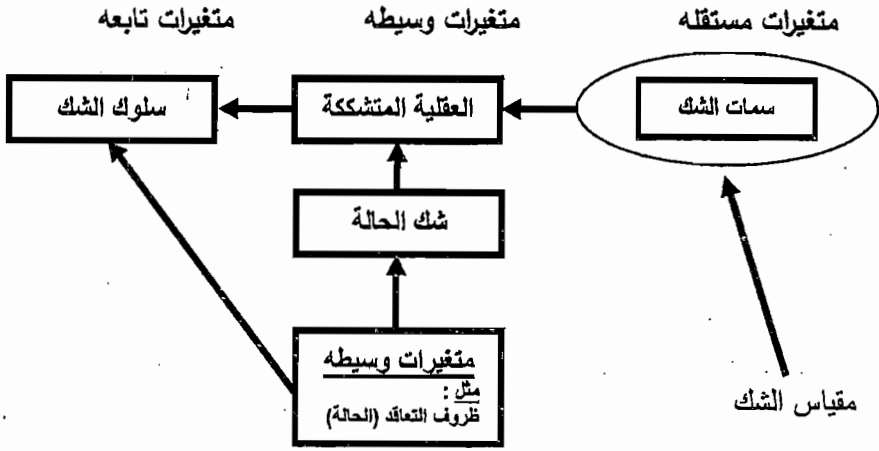 متغيرات مستقله
متغيرات وسيطه
متغيرات تابعه
سمات الشك
العقلية المتشككة
سلوك الشك
شك الحالة
متغيرات وسيطه
مثل :
ظروف التعاقد (الحالة)
مقياس الشك